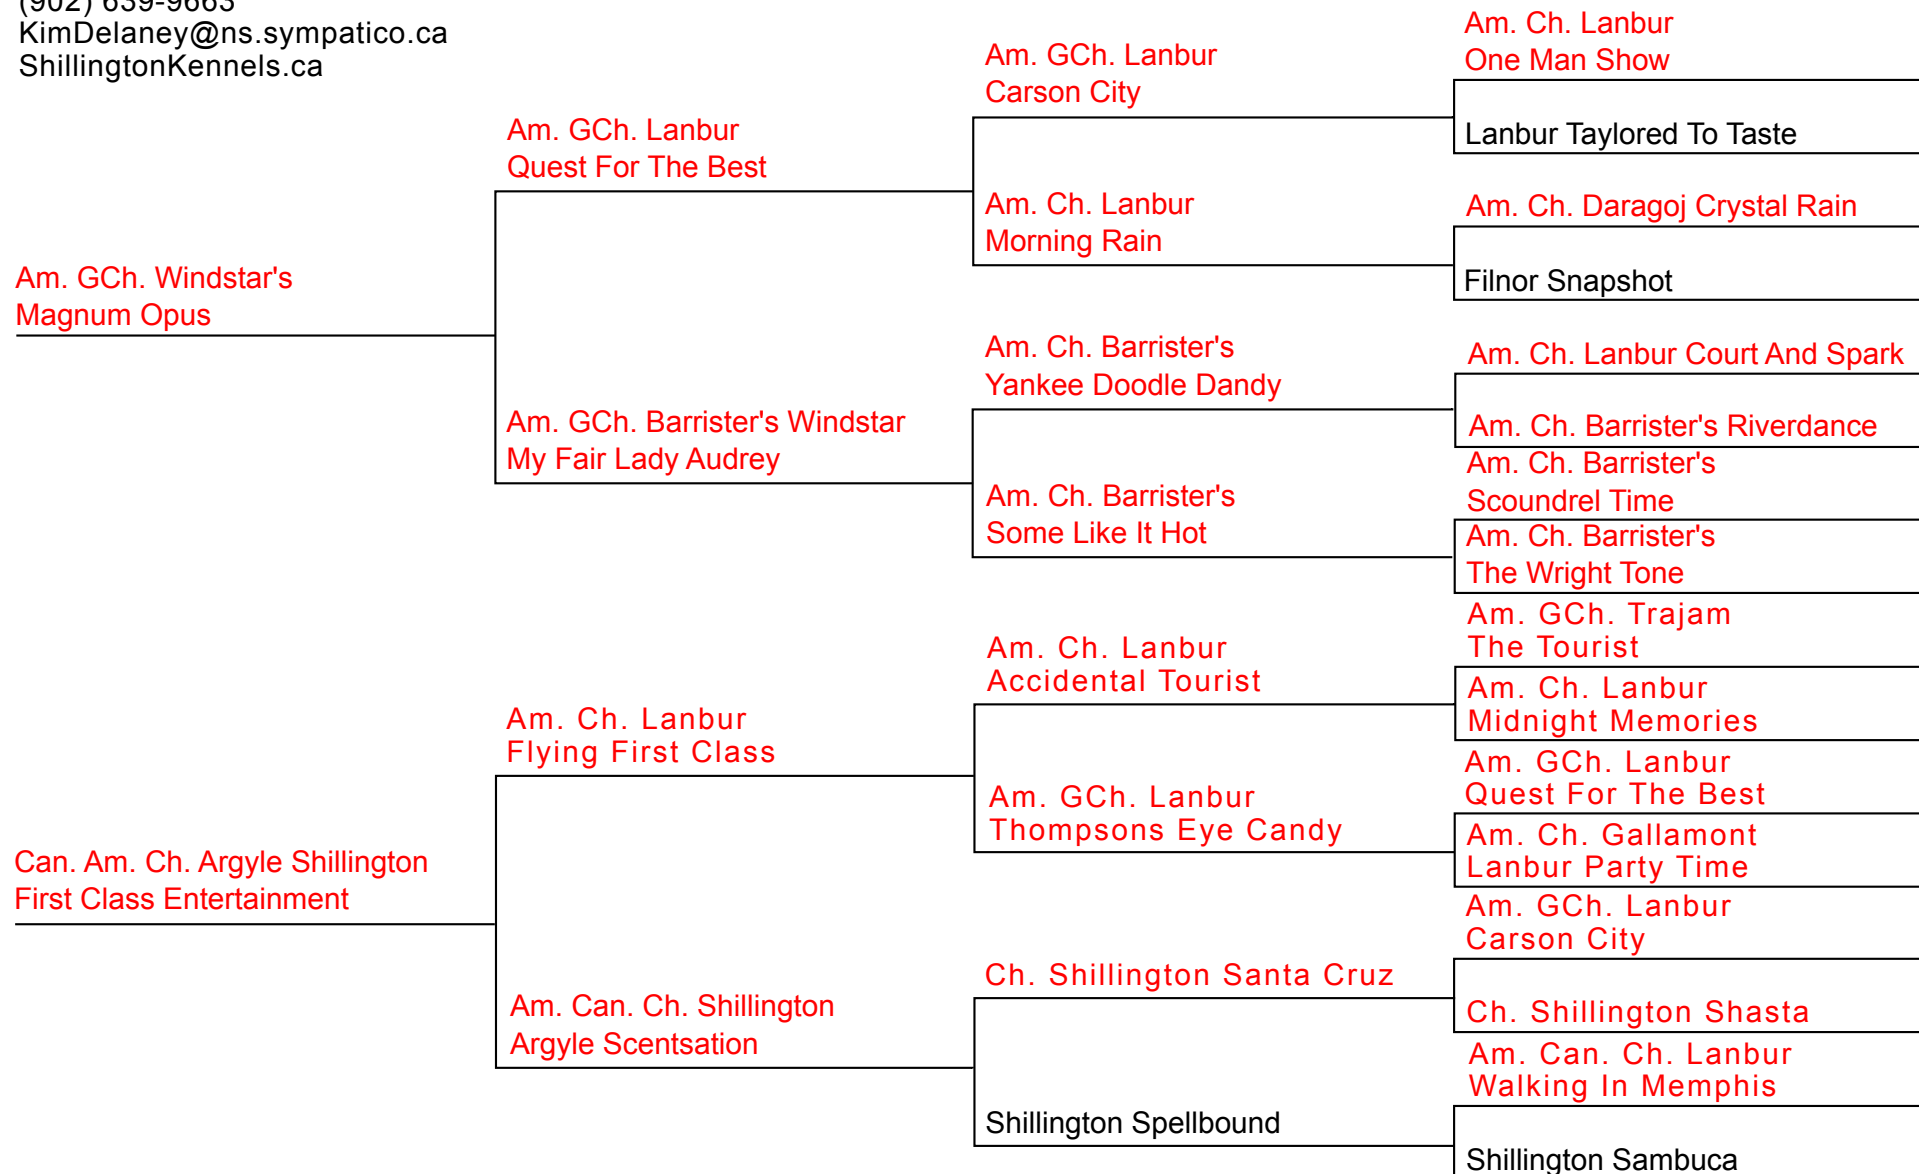 (902) 639-9663
KimDelaney@ns.sympatico.ca
ShillingtonKennels.ca
Am. GCh. Windstar's
Magnum Opus
Can. Am. Ch. Argyle Shillington
First Class Entertainment
Am. GCh. Lanbur
Quest For The Best
Am. GCh. Barrister's Windstar
My Fair Lady Audrey
Am. Ch. Lanbur
Flying First Class
Am. Can. Ch. Shillington
Argyle Scentsation
Am. GCh. Lanbur
Carson City
Am. Ch. Lanbur
Morning Rain
Am. Ch. Barrister's
Yankee Doodle Dandy
Am. Ch. Barrister's
Some Like It Hot
Am. Ch. Lanbur
Accidental Tourist
Am. GCh. Lanbur
Thompsons Eye Candy
Ch. Shillington Santa Cruz
Shillington Spellbound
Am. Ch. Lanbur
One Man Show
Lanbur Taylored To Taste
Am. Ch. Daragoj Crystal Rain
Filnor Snapshot
Am. Ch. Lanbur Court And Spark
Am. Ch. Barrister's Riverdance
Am. Ch. Barrister's
Scoundrel Time
Am. Ch. Barrister's
The Wright Tone
Am. GCh. Trajam
The Tourist
Am. Ch. Lanbur
Midnight Memories
Am. GCh. Lanbur
Quest For The Best
Am. Ch. Gallamont
Lanbur Party Time
Am. GCh. Lanbur
Carson City
Ch. Shillington Shasta
Am. Can. Ch. Lanbur
Walking In Memphis
Shillington Sambuca